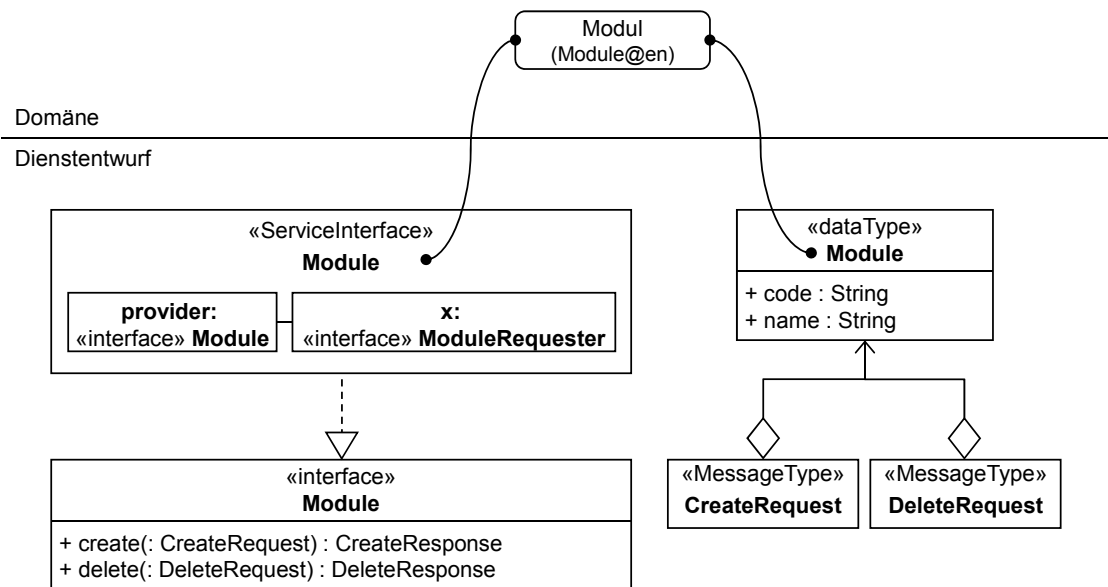 Modul
(Module@en)
Domäne
Dienstentwurf
«ServiceInterface»
Module
provider:
«interface» Module
x:
«interface» ModuleRequester
«dataType»
Module
+ code : String
+ name : String
«interface»
Module
+ create(: CreateRequest) : CreateResponse
+ delete(: DeleteRequest) : DeleteResponse
«MessageType»
CreateRequest
«MessageType»
DeleteRequest